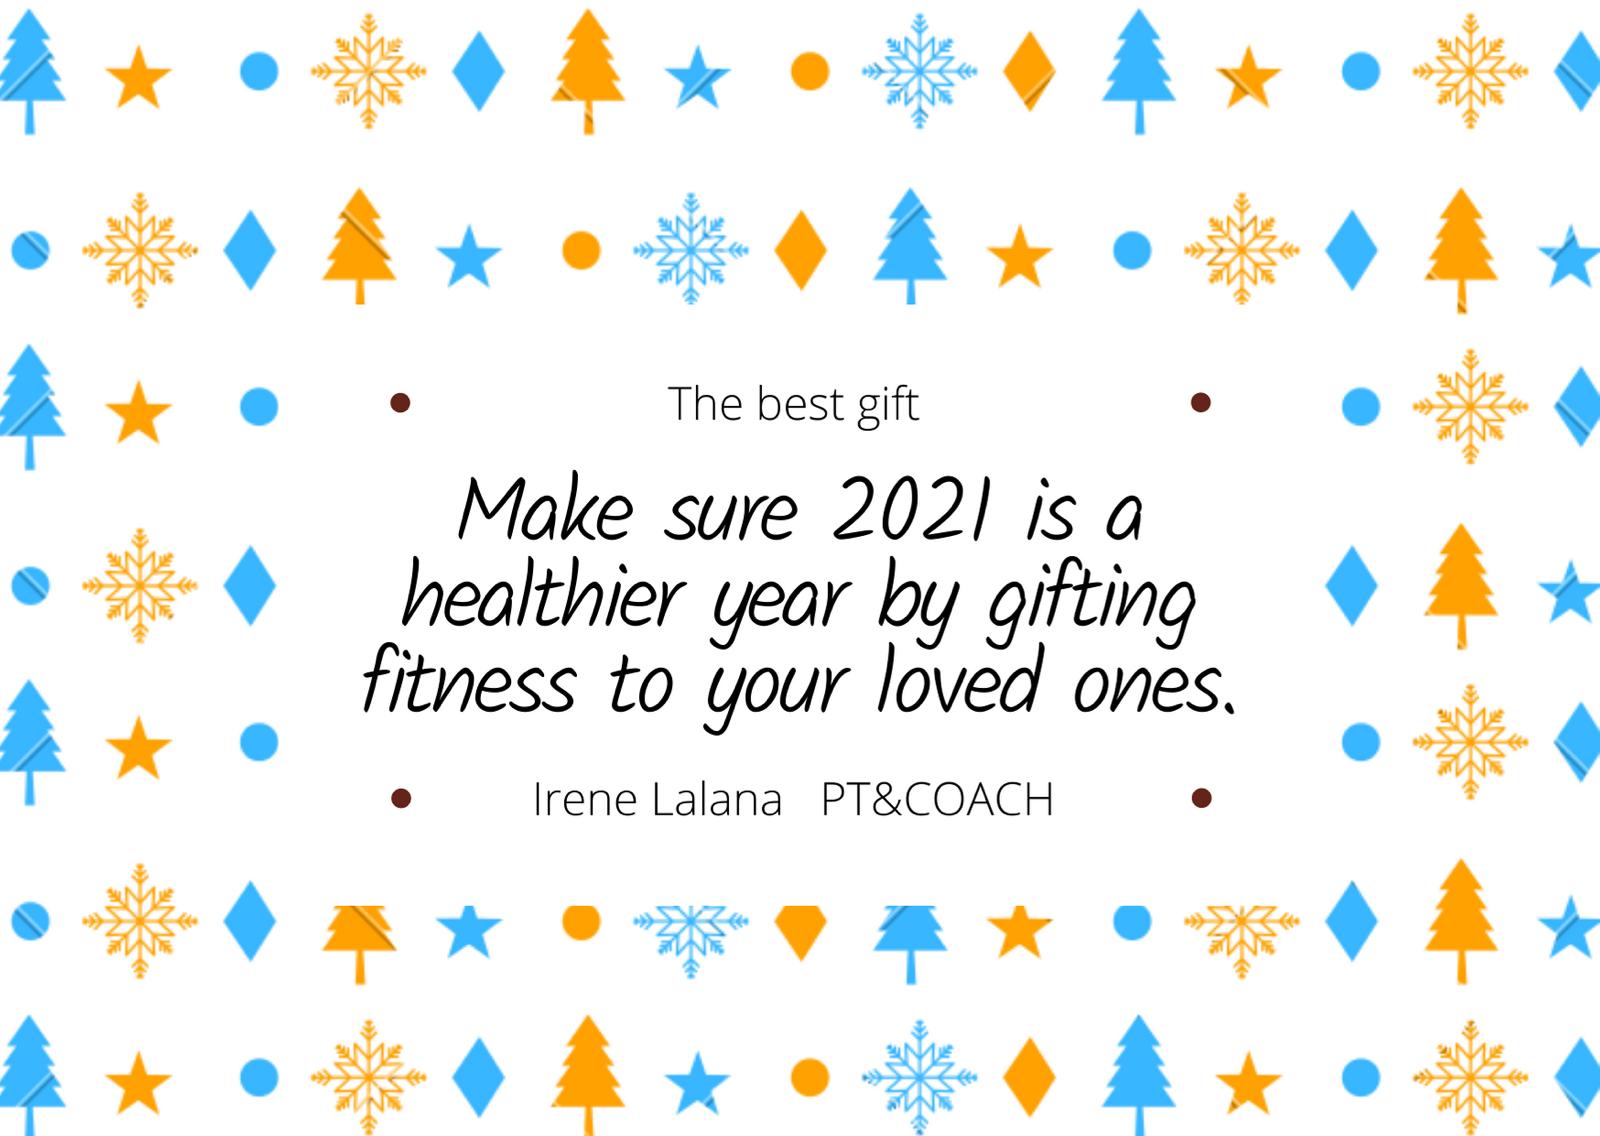 The best gift
Make sure 2021 is a
healthier year by gifting
fitness to your loved ones.
Irene Lalana PT&COACH